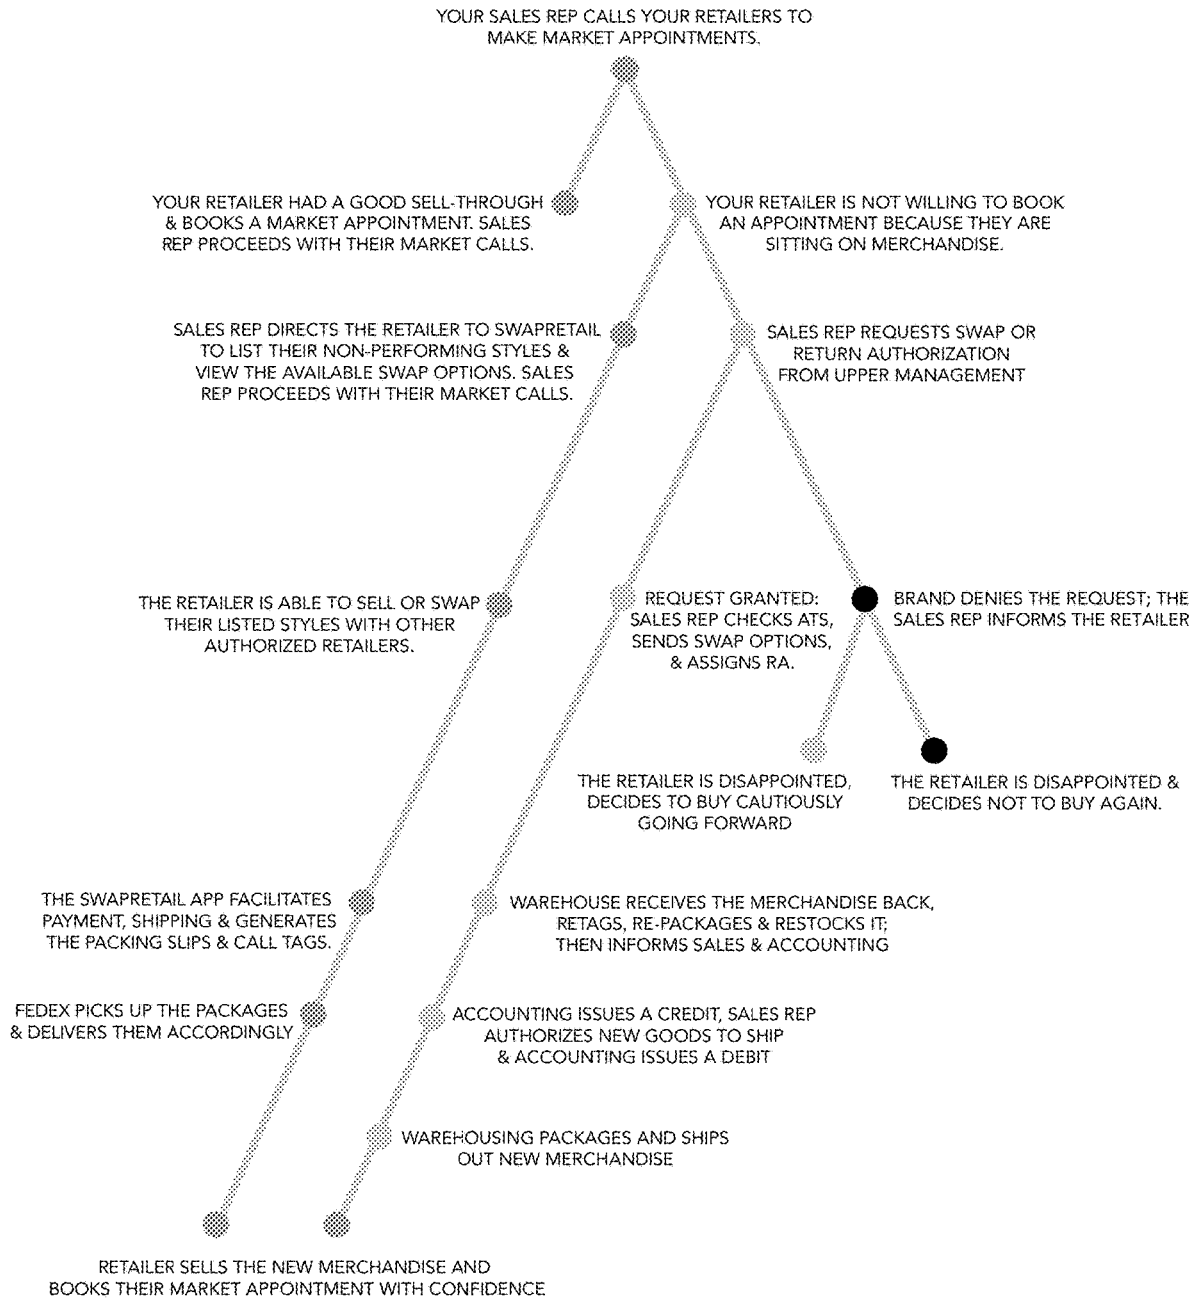 YOUR SALES REP CALLS YOUR RETAILERS TO
MAKE MARKET APPOINTMENTS.
YOUR RETAILER HAD A GOOD SELL-THROUGH
& BOOKS A MARKET APPOINTMENT. SALES
REP PROCEEDS WITH THEIR MARKET CALLS.
YOUR RETAILER IS NOT WILLING TO BOOK
AN APPOINTMENT BECAUSE THEY ARE
SITTING ON MERCHANDISE.
SALES REP DIRECTS THE RETAILER TO SWAPRETAIL
TO LIST THEIR NON-PERFORMING STYLES &
VIEW THE AVAILABLE SWAP OPTIONS. SALES
REP PROCEEDS WITH THEIR MARKET CALLS.
SALES REP REQUESTS SWAP OR
RETURN AUTHORIZATION
FROM UPPER MANAGEMENT
THE RETAILER IS ABLE TO SELL OR SWAP
THEIR LISTED STYLES WITH OTHER
AUTHORIZED RETAILERS.
REQUEST GRANTED:
SALES REP CHECKS ATS,
SENDS SWAP OPTIONS,
& ASSIGNS RA.
BRAND DENIES THE REQUEST; THE
SALES REP INFORMS THE RETAILER
THE RETAILER IS DISAPPOINTED,
DECIDES TO BUY CAUTIOUSLY
GOING FORWARD
THE RETAILER IS DISAPPOINTED &
DECIDES NOT TO BUY AGAIN.
THE SWAPRETAIL APP FACILITATES
PAYMENT, SHIPPING & GENERATES
THE PACKING SLIPS & CALL TAGS.
WAREHOUSE RECEIVES THE MERCHANDISE BACK,
RETAGS, RE-PACKAGES & RESTOCKS IT;
THEN INFORMS SALES & ACCOUNTING
FEDEX PICKS UP THE PACKAGES
& DELIVERS THEM ACCORDINGLY
ACCOUNTING ISSUES A CREDIT, SALES REP
AUTHORIZES NEW GOODS TO SHIP
& ACCOUNTING ISSUES A DEBIT
WAREHOUSING PACKAGES AND SHIPS
OUT NEW MERCHANDISE
RETAILER SELLS THE NEW MERCHANDISE AND
BOOKS THEIR MARKET APPOINTMENT WITH CONFIDENCE